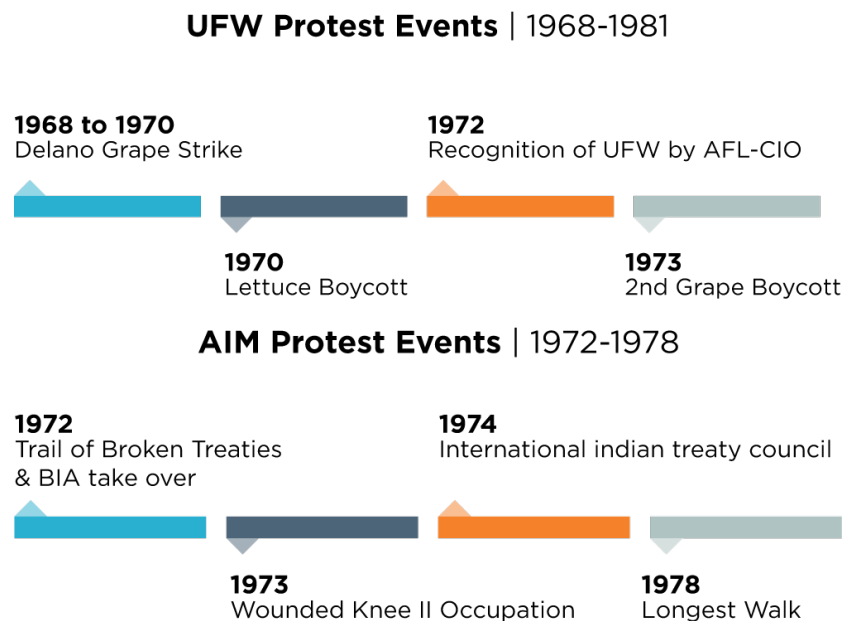 UFW Protest Events | 1968-1981
1968 to 1970
Delano Grape Strike
1972
Recognition of UFW by AFL-CIO
1970
Lettuce Boycott
1973
2nd Grape Boycott
AIM Protest Events | 1972-1978
1972
Trail of Broken Treaties
& BIA take over
1974
International indian treaty council
1973
Wounded Knee II Occupation
1978
Longest Walk